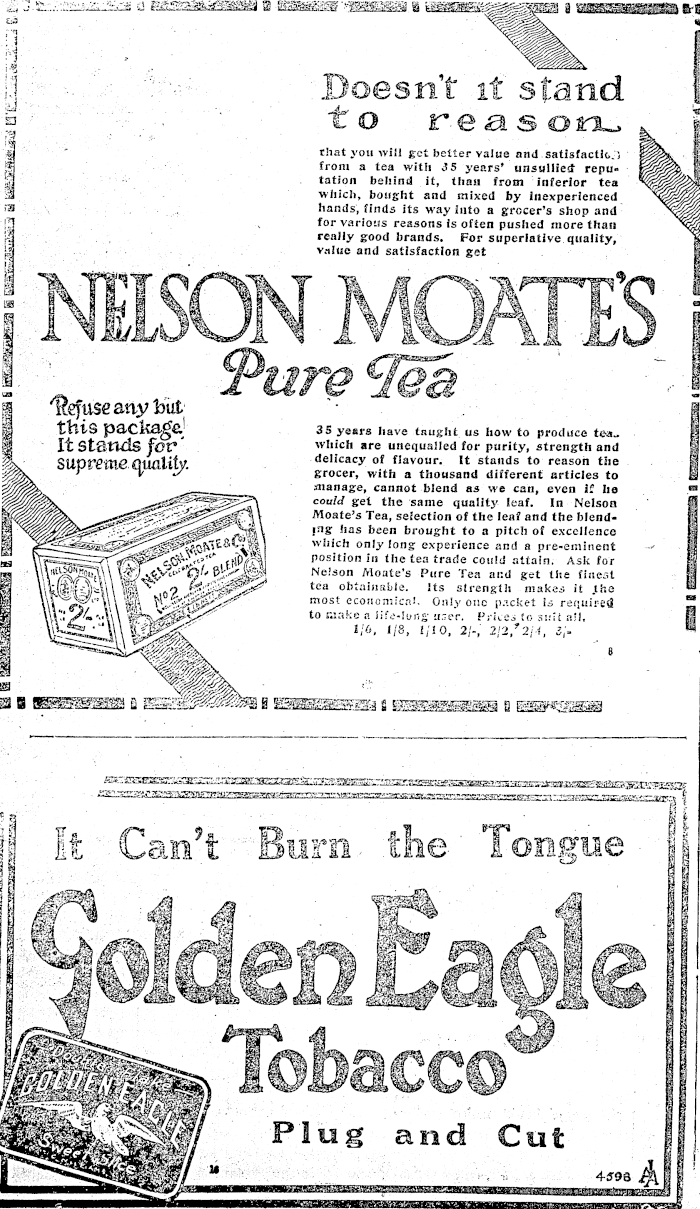 Doesn't it stand
to reason
that you will get better value and satisfaction
from a tea with 35 years' unsullied repu-
tation behind it, than from inferior tea
which, bought and mixed by inexperienced
hands, finds its way into a grocer's shop and
for various reasons is often pushed more than
really good brands. For superlative quality,
value and satisfaction get
NELSON MOATE'S
Pure Tea
Refuse any but
this package!
It stands for
supreme quality.
35 years have taught us how to produce tea
which are unequalled for purity, strength and
delicacy of flavour. It stands to reason the
grocer, with a thousand different articles to
manage, cannot blend as we can, even if he
could get the same quality leaf. In Nelson
Moate's Tea, selection of the leaf and the blend-
ing has been brought to a pitch of excellence
which only long experience and a pre-eminent
position in the tea trade could attain. Ask for
Nelson Moate's Pure Tea and get the finest
tea obtainable. Its strength makes it the
most economical. Only one packet is required
to make a life-long user. Prices to suit all.
1/6, 1/8, 1/10, 2/-, 2/2, 2/4, 3/-
8
NELSON MOATE
2/-
NELSON MOATE & Co
No 2 2/- BLEND
It Can't Burn the Tongue
Golden Eagle
Tobacco
Plug and Cut
GOLDEN EAGLE
16
4598